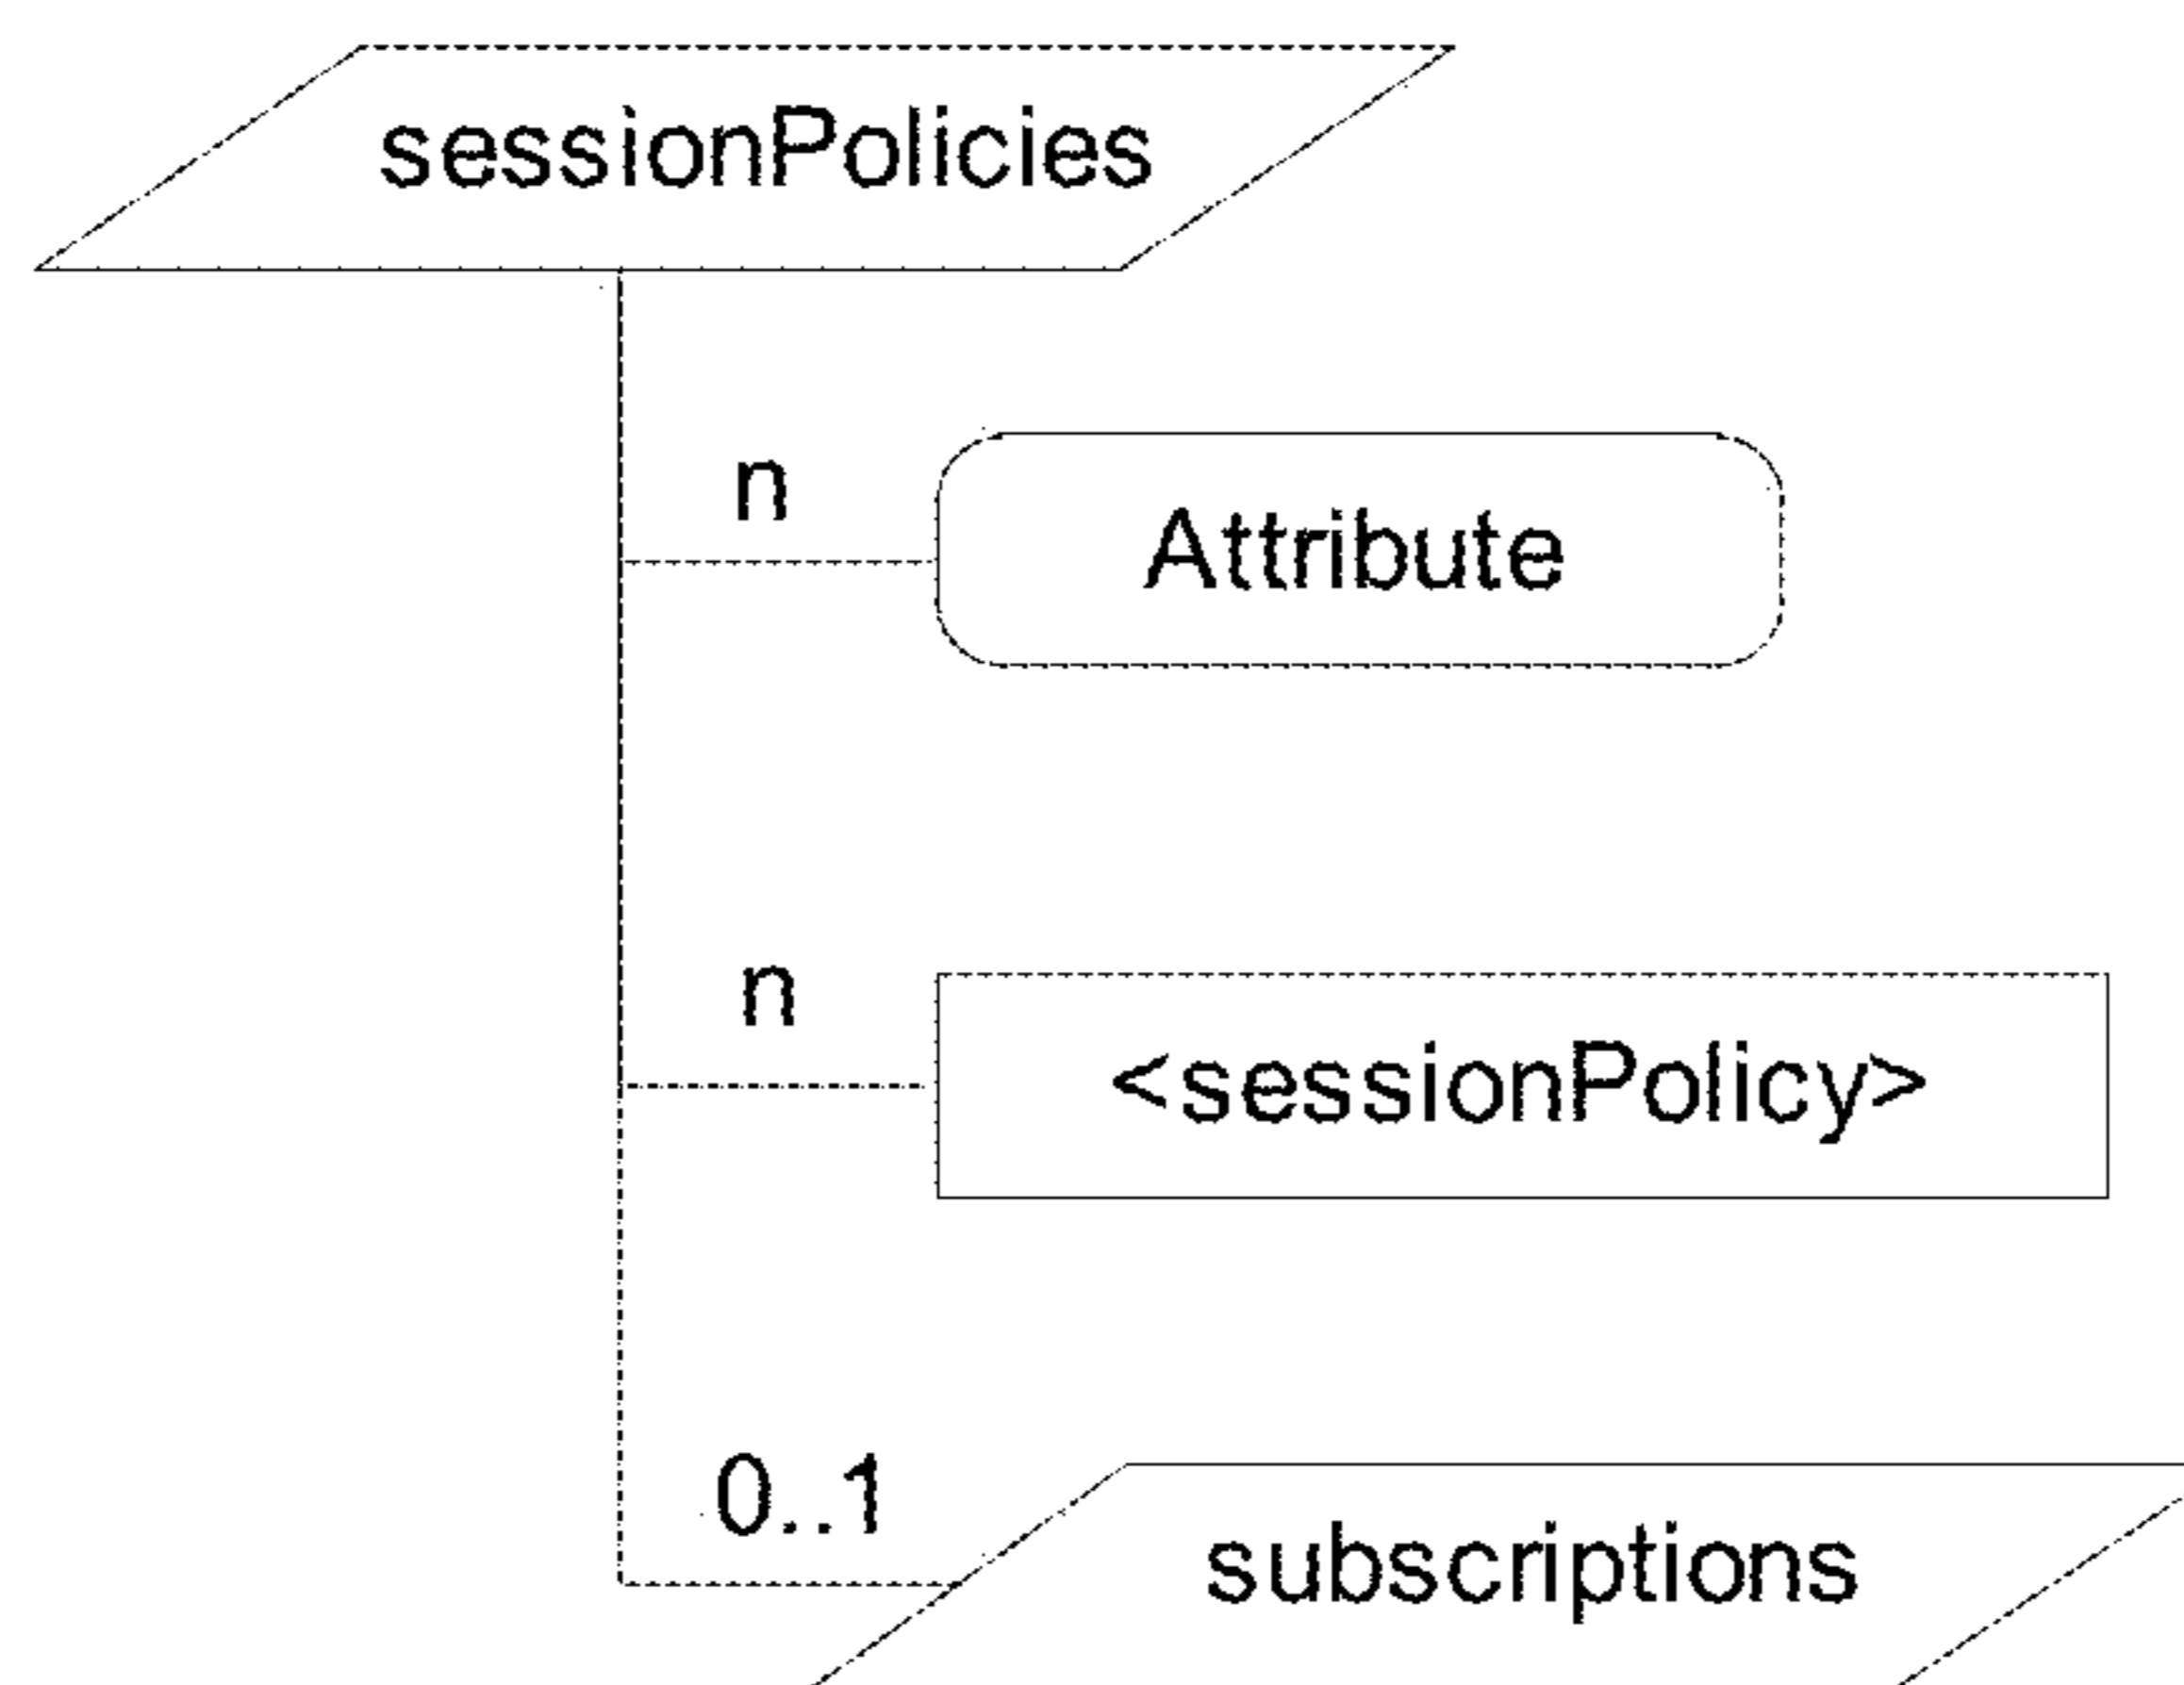 sessionPolicies
n
Attribute
n
<sessionPolicy>
0..1
subscriptions